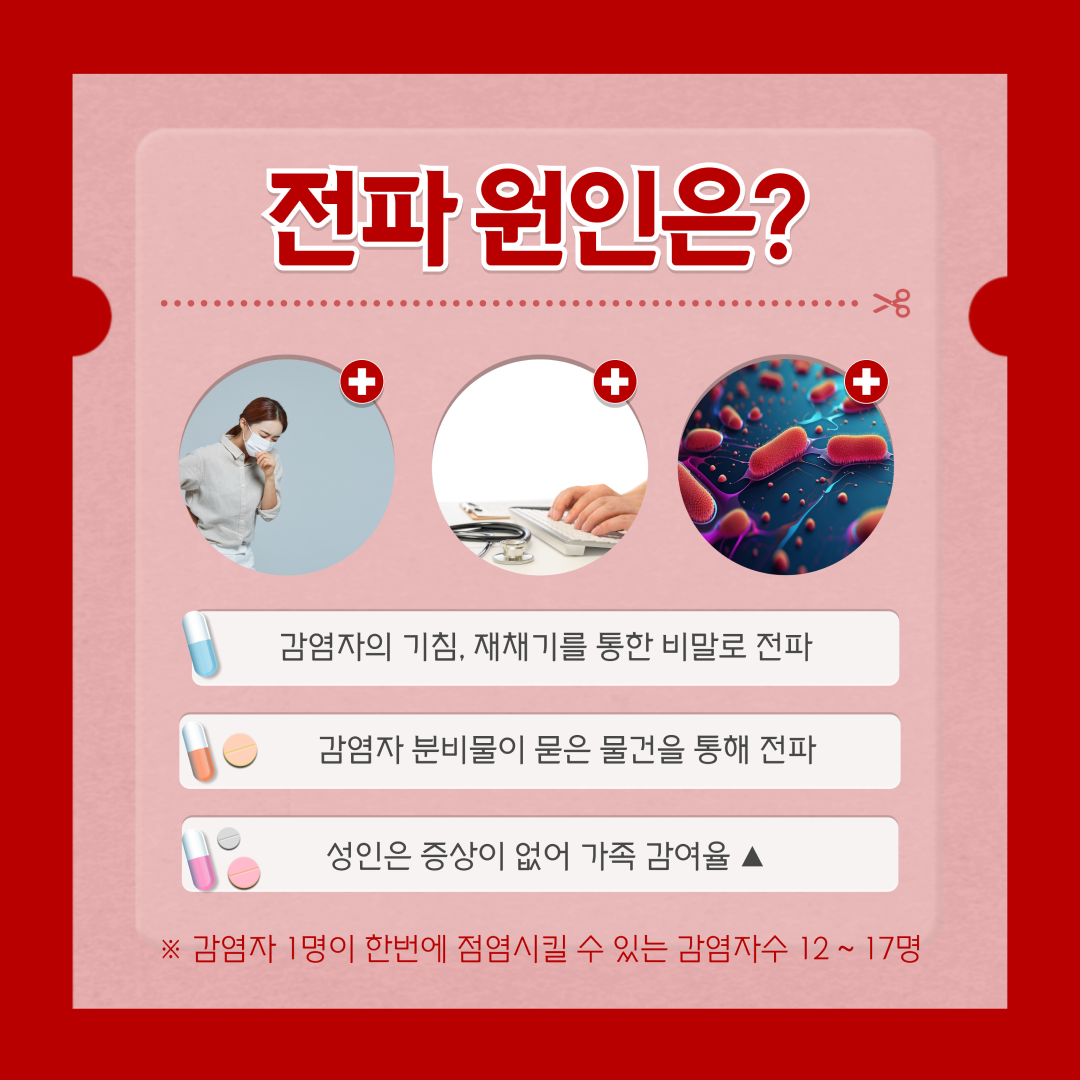 전파 원인은?
감염자의 기침, 재채기를 통한 비말로 전파
감염자 분비물이 묻은 물건을 통해 전파
성인은 증상이 없어 가족 감여율 ▲
※ 감염자 1명이 한번에 점염시킬 수 있는 감염자수 12 ~ 17명